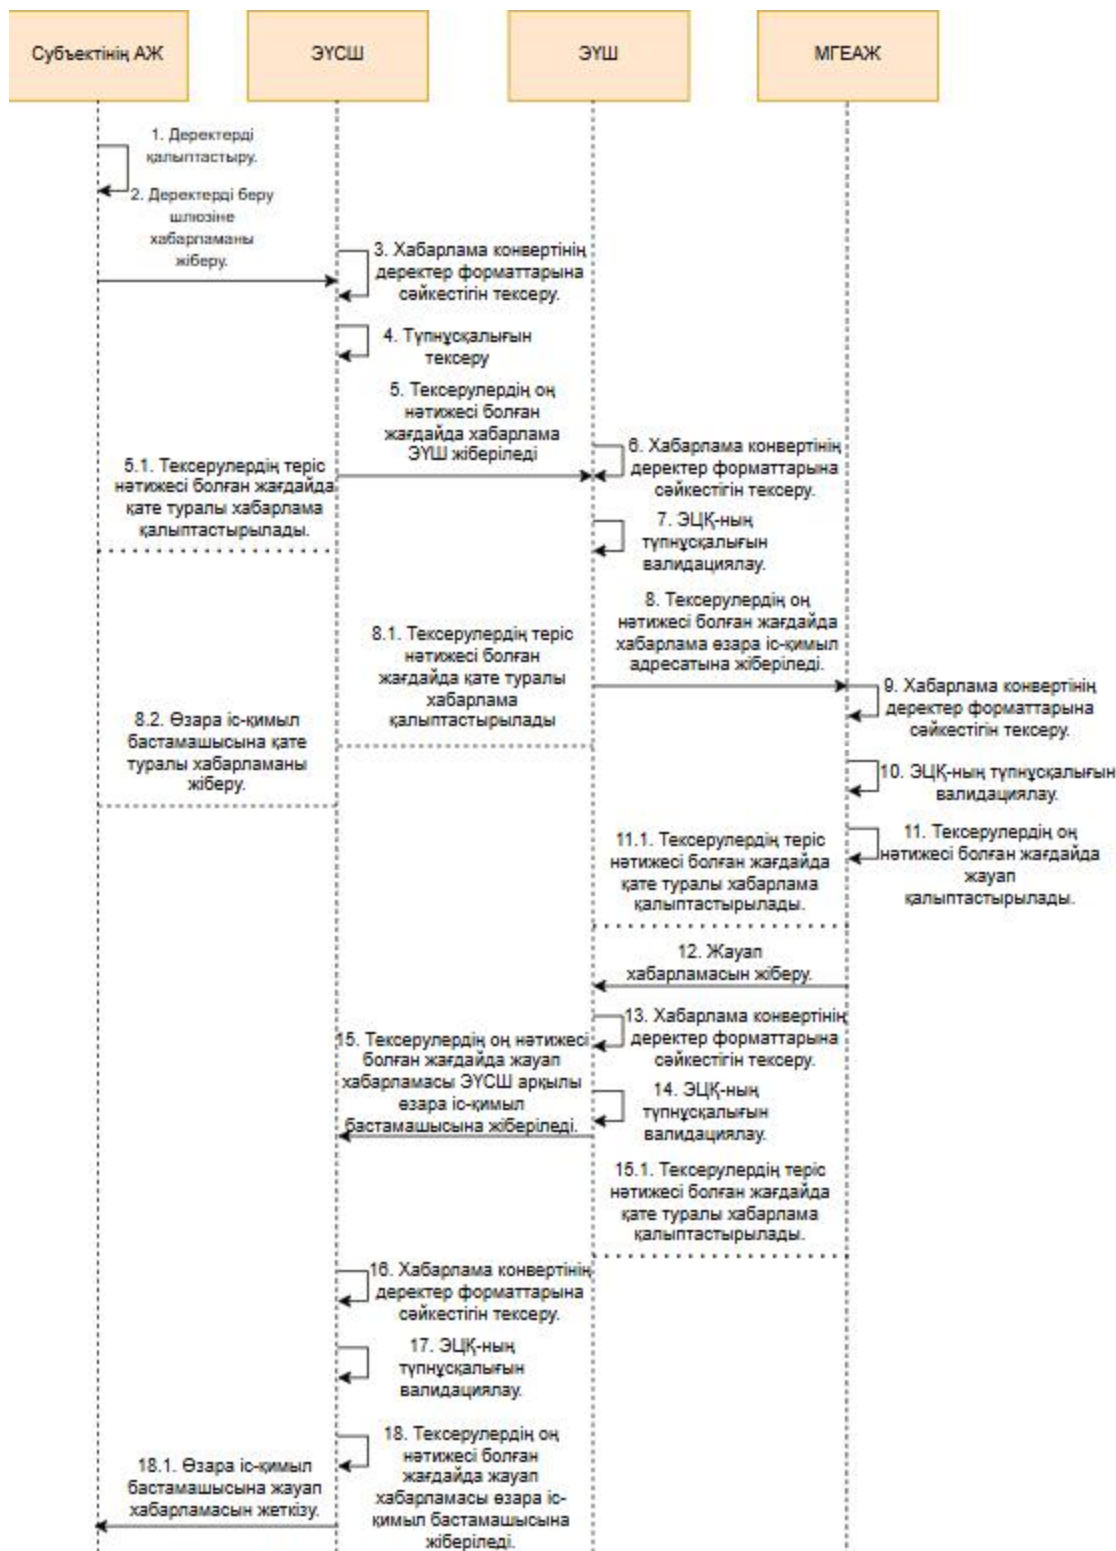 Субъектінің АЖ
ЭҮСШ
ЭҮШ
МГЕАЖ
1. Деректерді
қалыптастыру.
2. Деректерді беру
шлюзіне
хабарламаны
жіберу.
3. Хабарлама конвертінің
деректер форматтарына
сәйкестігін тексеру.
4. Түпнұсқалығын
тексеру
5. Тексерулердің оң
нәтижесі болған
жағдайда хабарлама
ЭҮШ жіберіледі
5.1. Тексерулердің теріс
нәтижесі болған жағдайда
қате туралы хабарлама
қалыптастырылады.
6. Хабарлама конвертінің
деректер форматтарына
сәйкестігін тексеру.
7. ЭЦҚ-ның
түпнұсқалығын
валидациялау.
8. Тексерулердің оң
нәтижесі болған жағдайда
хабарлама өзара іс-қимыл
адресатына жіберіледі.
8.1. Тексерулердің теріс
нәтижесі болған
жағдайда қате туралы
хабарлама
қалыптастырылады
8.2. Өзара іс-қимыл
бастамашысына қате
туралы хабарламаны
жіберу.
9. Хабарлама конвертінің
деректер форматтарына
сәйкестігін тексеру.
10. ЭЦҚ-ның түпнұсқалығын
валидациялау.
11. Тексерулердің оң
нәтижесі болған жағдайда
жауап
қалыптастырылады.
11.1. Тексерулердің теріс
нәтижесі болған жағдайда
қате туралы хабарлама
қалыптастырылады.
12. Жауап
хабарламасын жіберу.
13. Хабарлама конвертінің
деректер форматтарына
сәйкестігін тексеру.
14. ЭЦҚ-ның
түпнұсқалығын
валидациялау.
15. Тексерулердің оң нәтижесі
болған жағдайда жауап
хабарламасы ЭҮСШ арқылы
өзара іс-қимыл
бастамашысына жіберіледі.
15.1. Тексерулердің теріс
нәтижесі болған жағдайда
қате туралы хабарлама
қалыптастырылады.
16. Хабарлама конвертінің
деректер форматтарына
сәйкестігін тексеру.
17. ЭЦҚ-ның
түпнұсқалығын
валидациялау.
18. Тексерулердің оң
нәтижесі болған
жағдайда жауап
хабарламасы өзара іс-
қимыл бастамашысына
жіберіледі.
18.1. Өзара іс-қимыл
бастамашысына жауап
хабарламасын жеткізу.